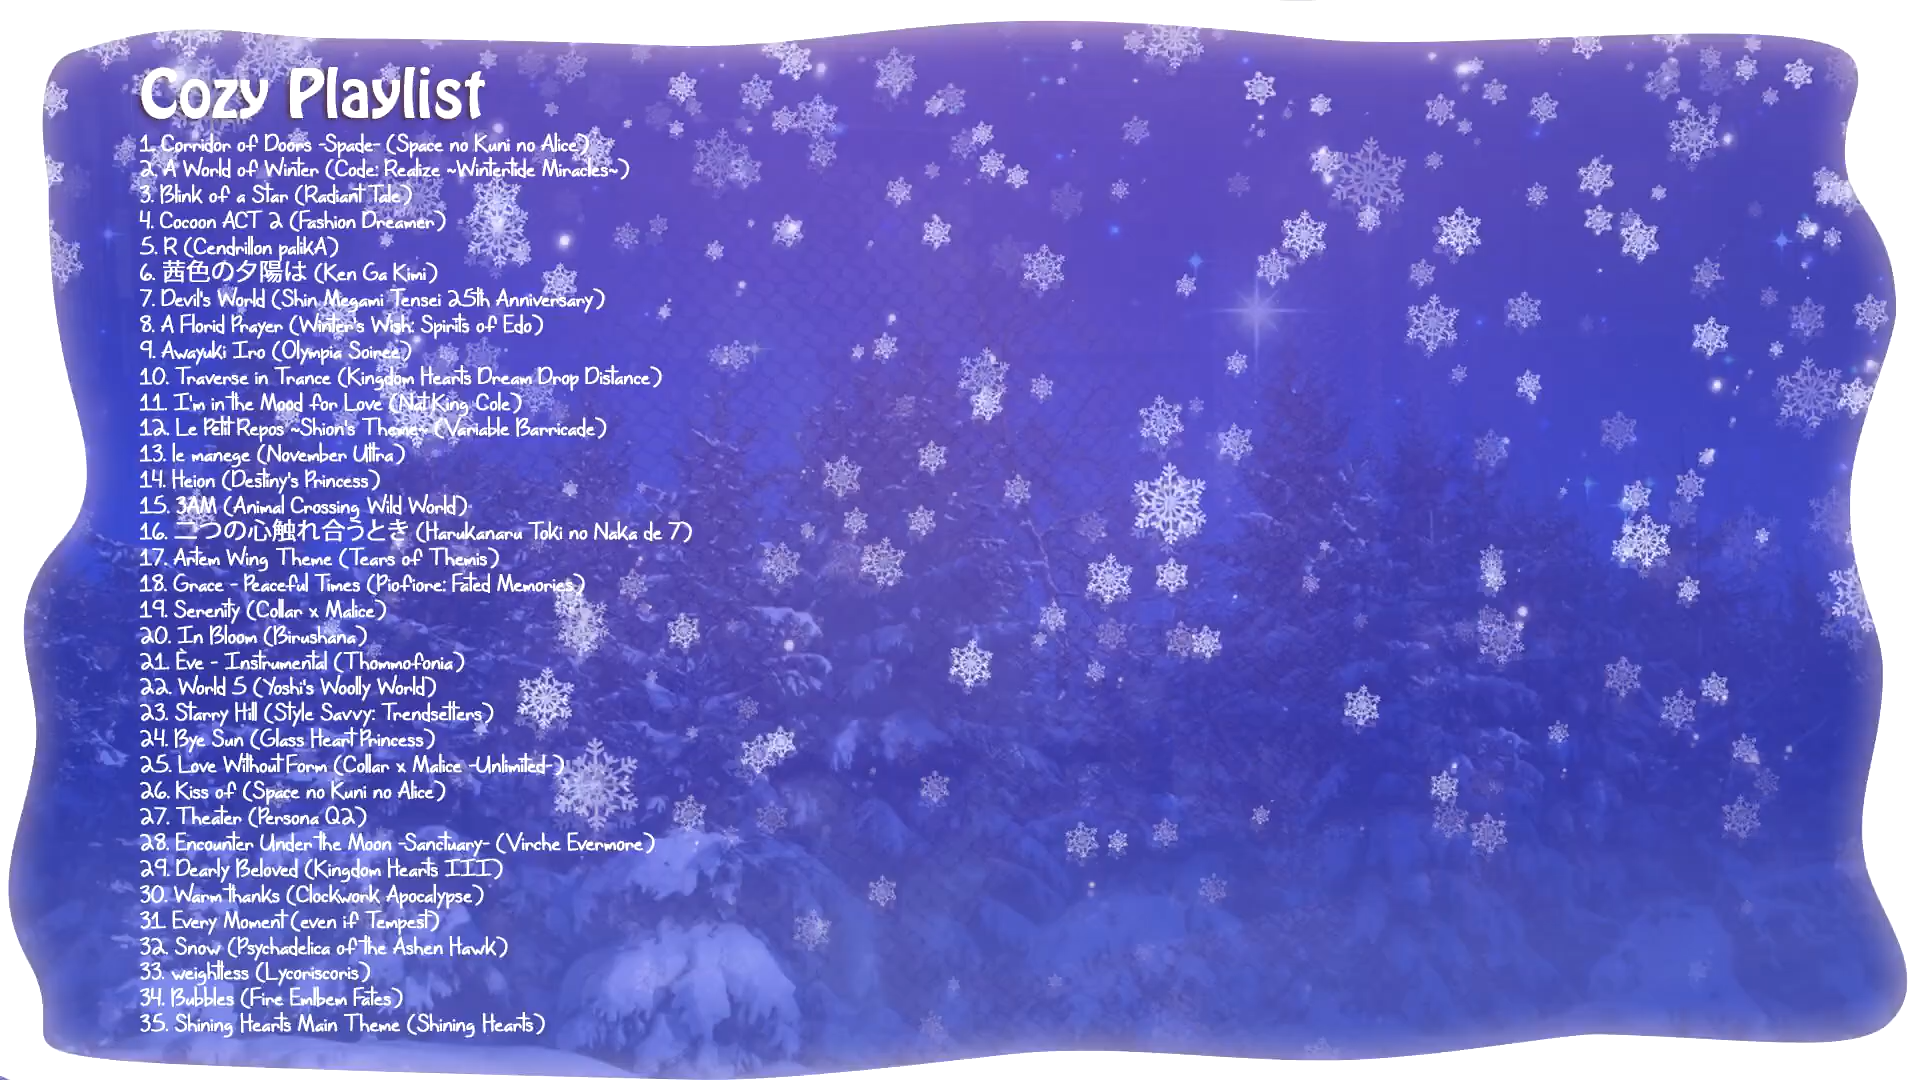 Cozy Playlist
1. Corridor of Doors -Spade- (Space no Kuni no Alice)
2. A World of Winter (Code: Realize ~Wintertide Miracles~)
3. Blink of a Star (Radiant Tale)
4. Cocoon ACT 2 (Fashion Dreamer)
5. R (Cendrillon palikA)
6. 茜色の夕陽は (Ken Ga Kimi)
7. Devil's World (Shin Megami Tensei 25th Anniversary)
8. A Florid Prayer (Winter's Wish: Spirits of Edo)
9. Awayuki Iro (Olympia Soiree)
10. Traverse in Trance (Kingdom Hearts Dream Drop Distance)
11. I'm in the Mood for Love (Nat King Cole)
12. Le Petit Repos ~Shion's Theme~ (Variable Barricade)
13. le manege (November Ultra)
14. Heion (Destiny's Princess)
15. 3AM (Animal Crossing Wild World)
16. 二つの心触れ合うとき (Harukanaru Toki no Naka de 7)
17. Artem Wing Theme (Tears of Themis)
18. Grace - Peaceful Times (Piofiore: Fated Memories)
19. Serenity (Collar x Malice)
20. In Bloom (Birushana)
21. Ève - Instrumental (Thommofonia)
22. World 5 (Yoshi's Woolly World)
23. Starry Hill (Style Savvy: Trendsetters)
24. Bye Sun (Glass Heart Princess)
25. Love Without Form (Collar x Malice -Unlimited-)
26. Kiss of (Space no Kuni no Alice)
27. Theater (Persona Q2)
28. Encounter Under the Moon -Sanctuary- (Virche Evermore)
29. Dearly Beloved (Kingdom Hearts III)
30. Warm thanks (Clockwork Apocalypse)
31. Every Moment (even if Tempest)
32. Snow (Psychadelica of the Ashen Hawk)
33. weightless (Lycoriscoris)
34. Bubbles (Fire Emlbem Fates)
35. Shining Hearts Main Theme (Shining Hearts)